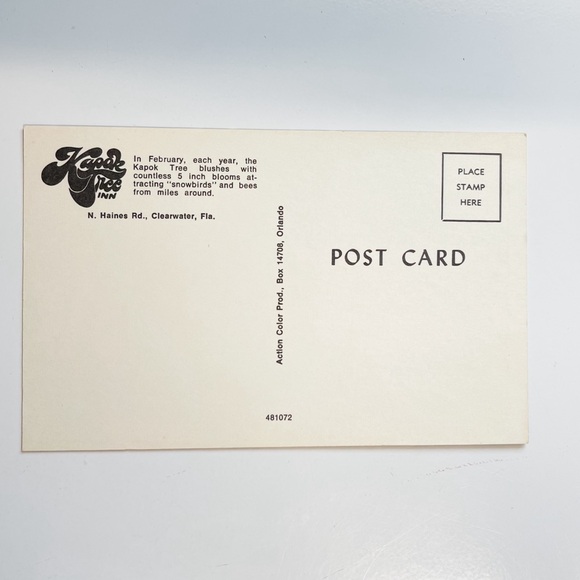 Kapok
Tree
INN
In February, each year, the
Kapok Tree blushes with
countless 5 inch blooms at-
tracting "snowbirds" and bees
from miles around.
N. Haines Rd., Clearwater, Fla.
Action Color Prod., Box 14708, Orlando
481072
PLACE
STAMP
HERE
POST CARD